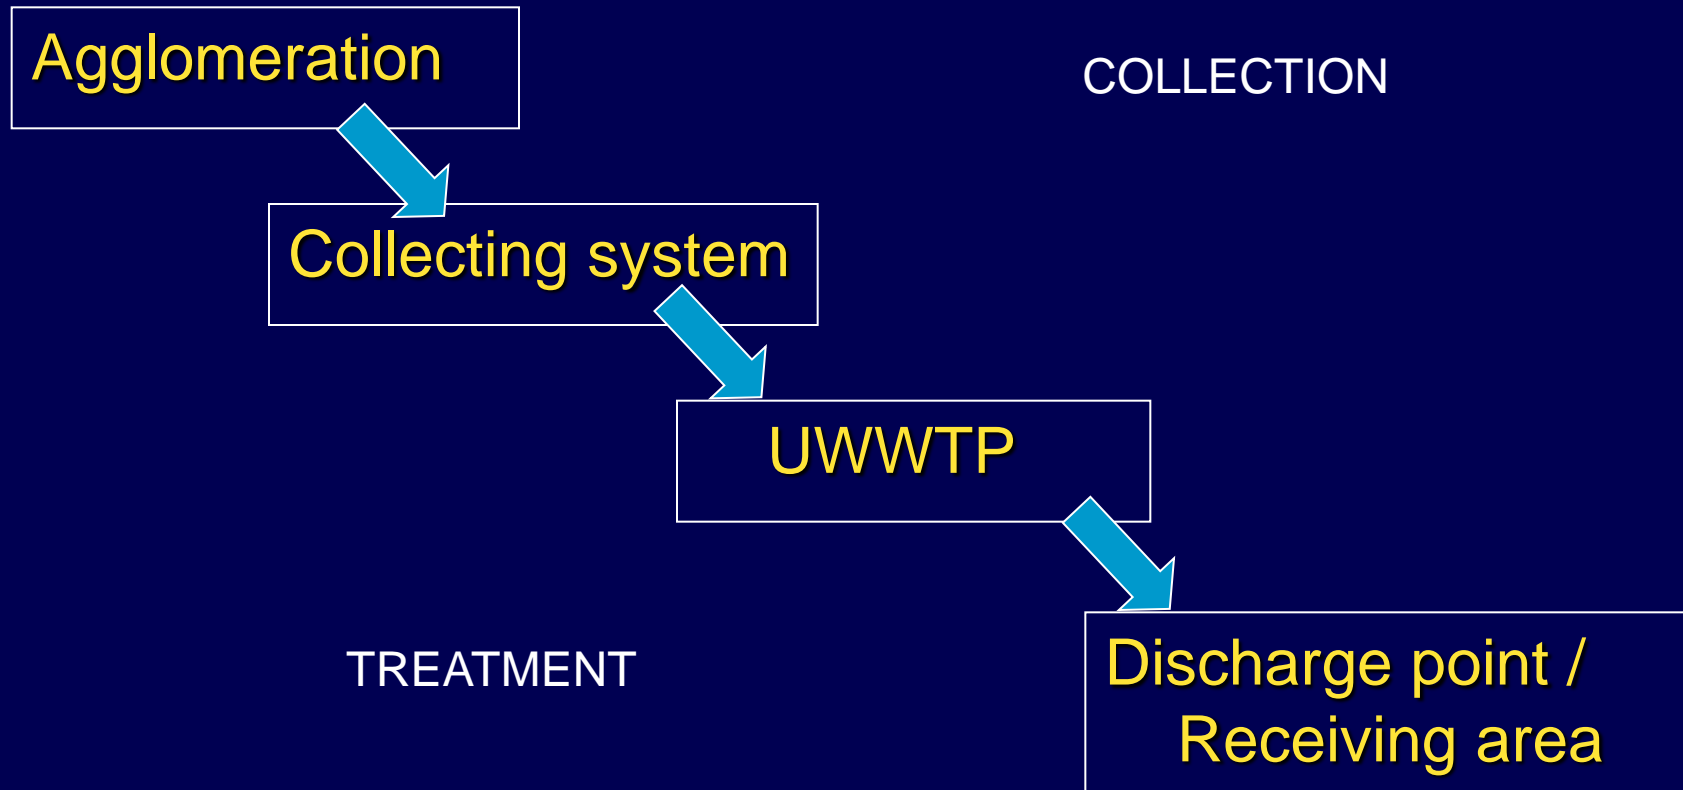 Agglomeration
COLLECTION
Collecting system
UWWTP
TREATMENT
Discharge point /
Receiving area